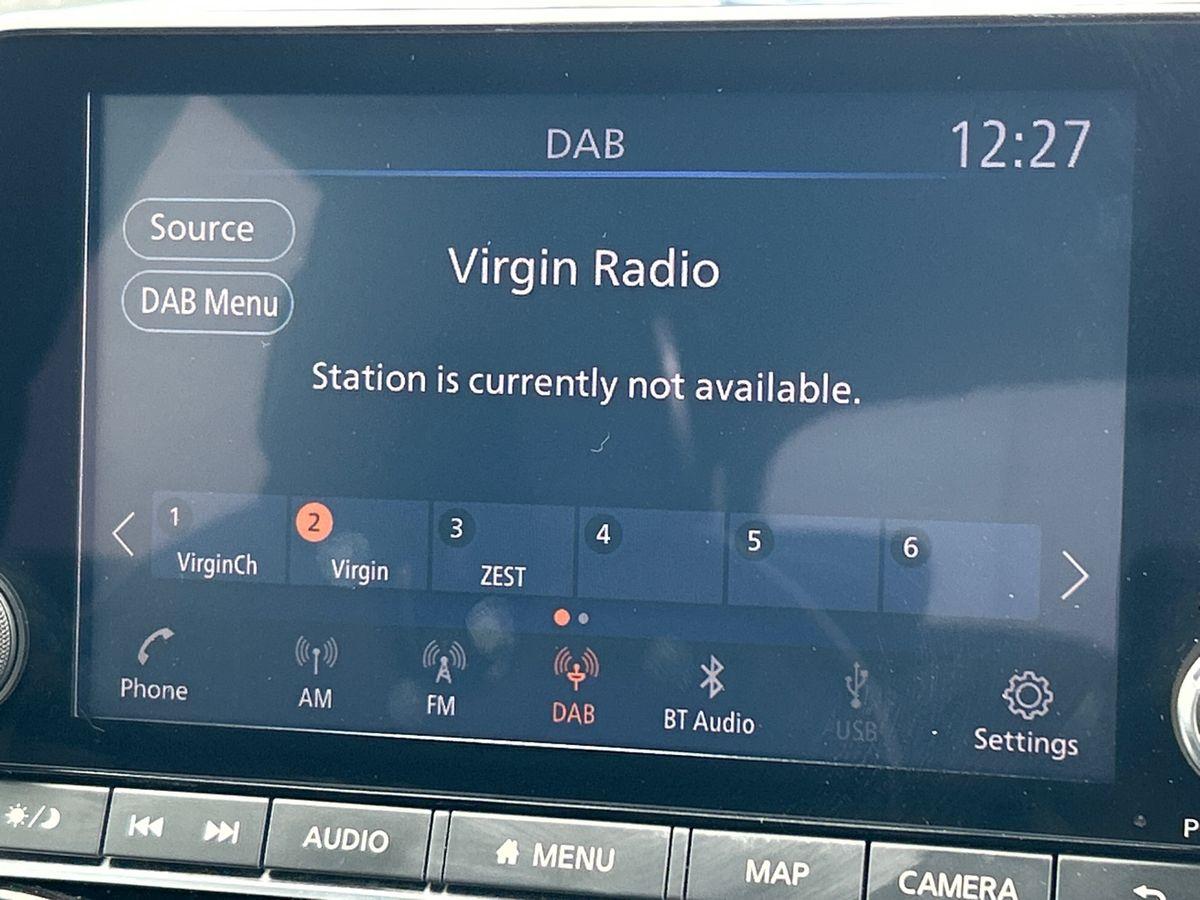 DAB
12:27
Source
Virgin Radio
DAB Menu
Station is currently not available.
1
VirginCh
2
Virgin
3
ZEST
4
5
6
Phone
AM
FM
DAB
BT Audio
USB
Settings
AUDIO
MENU
MAP
CAMERA
P